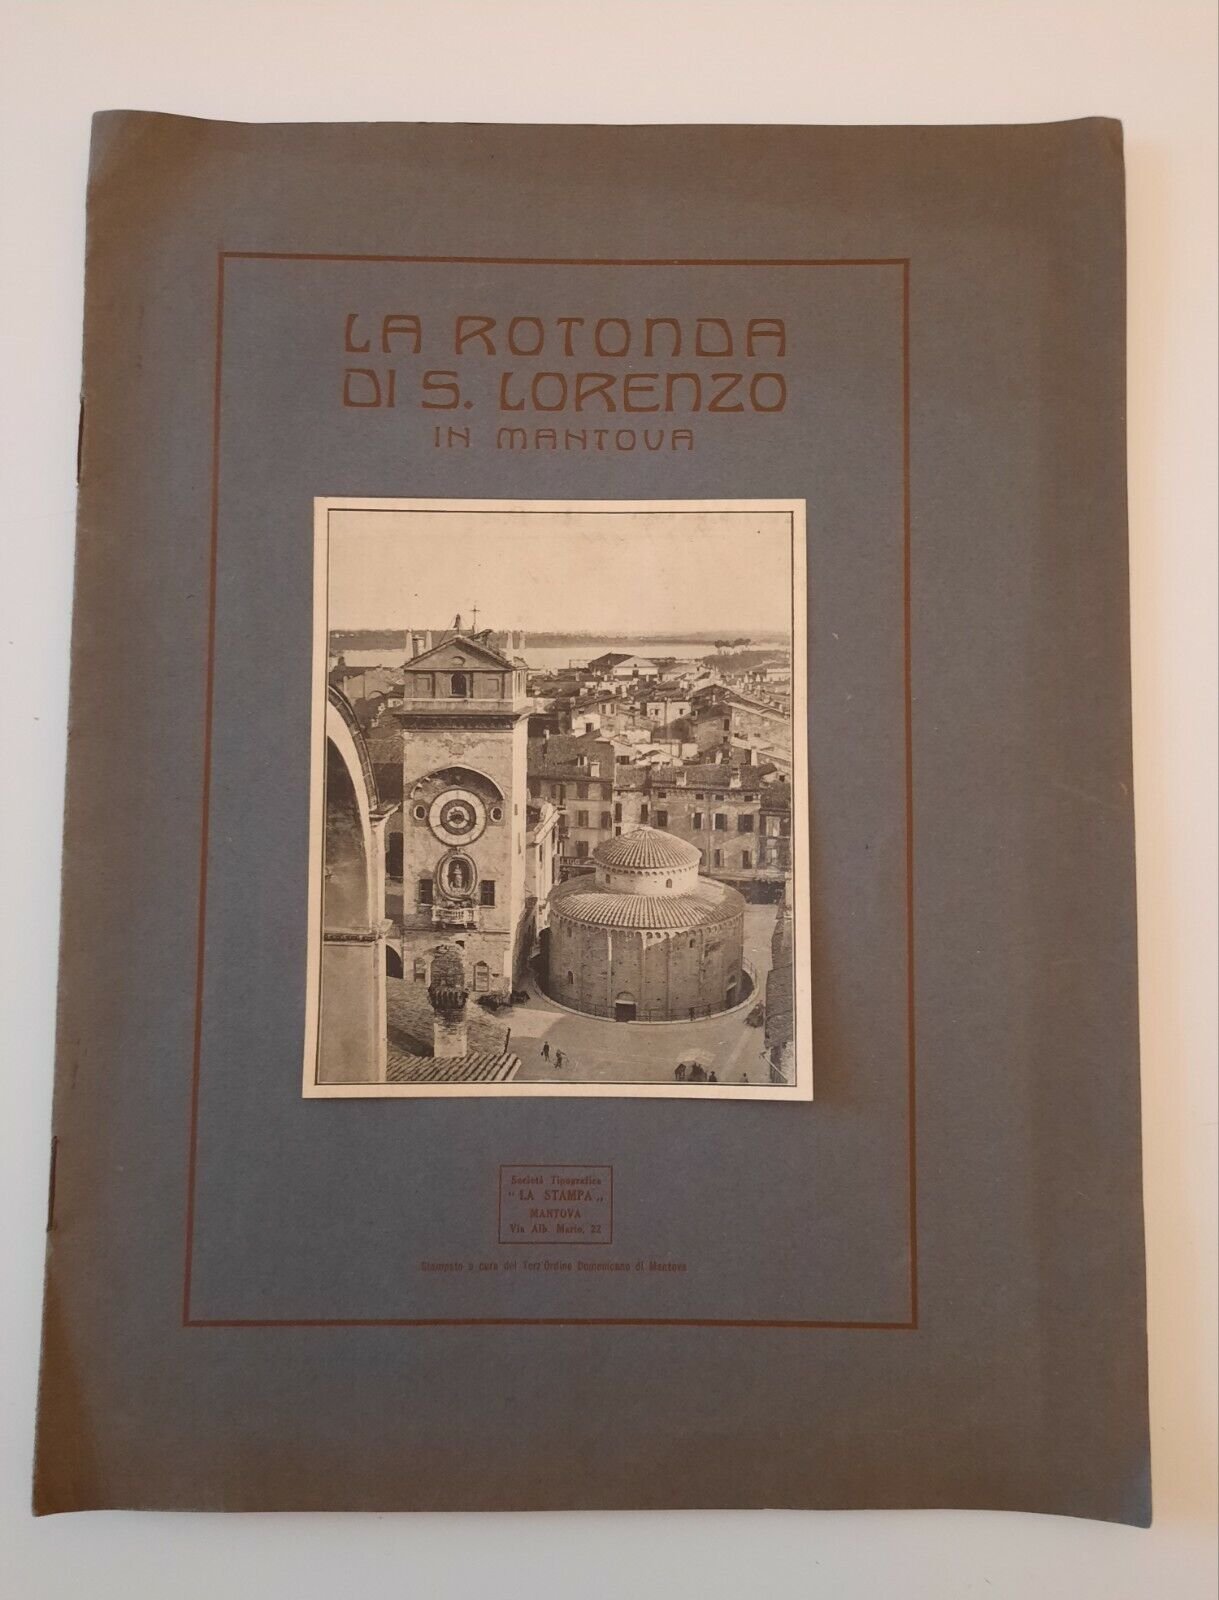 LA ROTONDA
DI S. LORENZO
IN MANTOVA
Società Tipografica
“ LA STAMPA „
MANTOVA
Via Alb. Mario, 22
Stampato a cura del Terz'Ordine Domenicano di Mantova